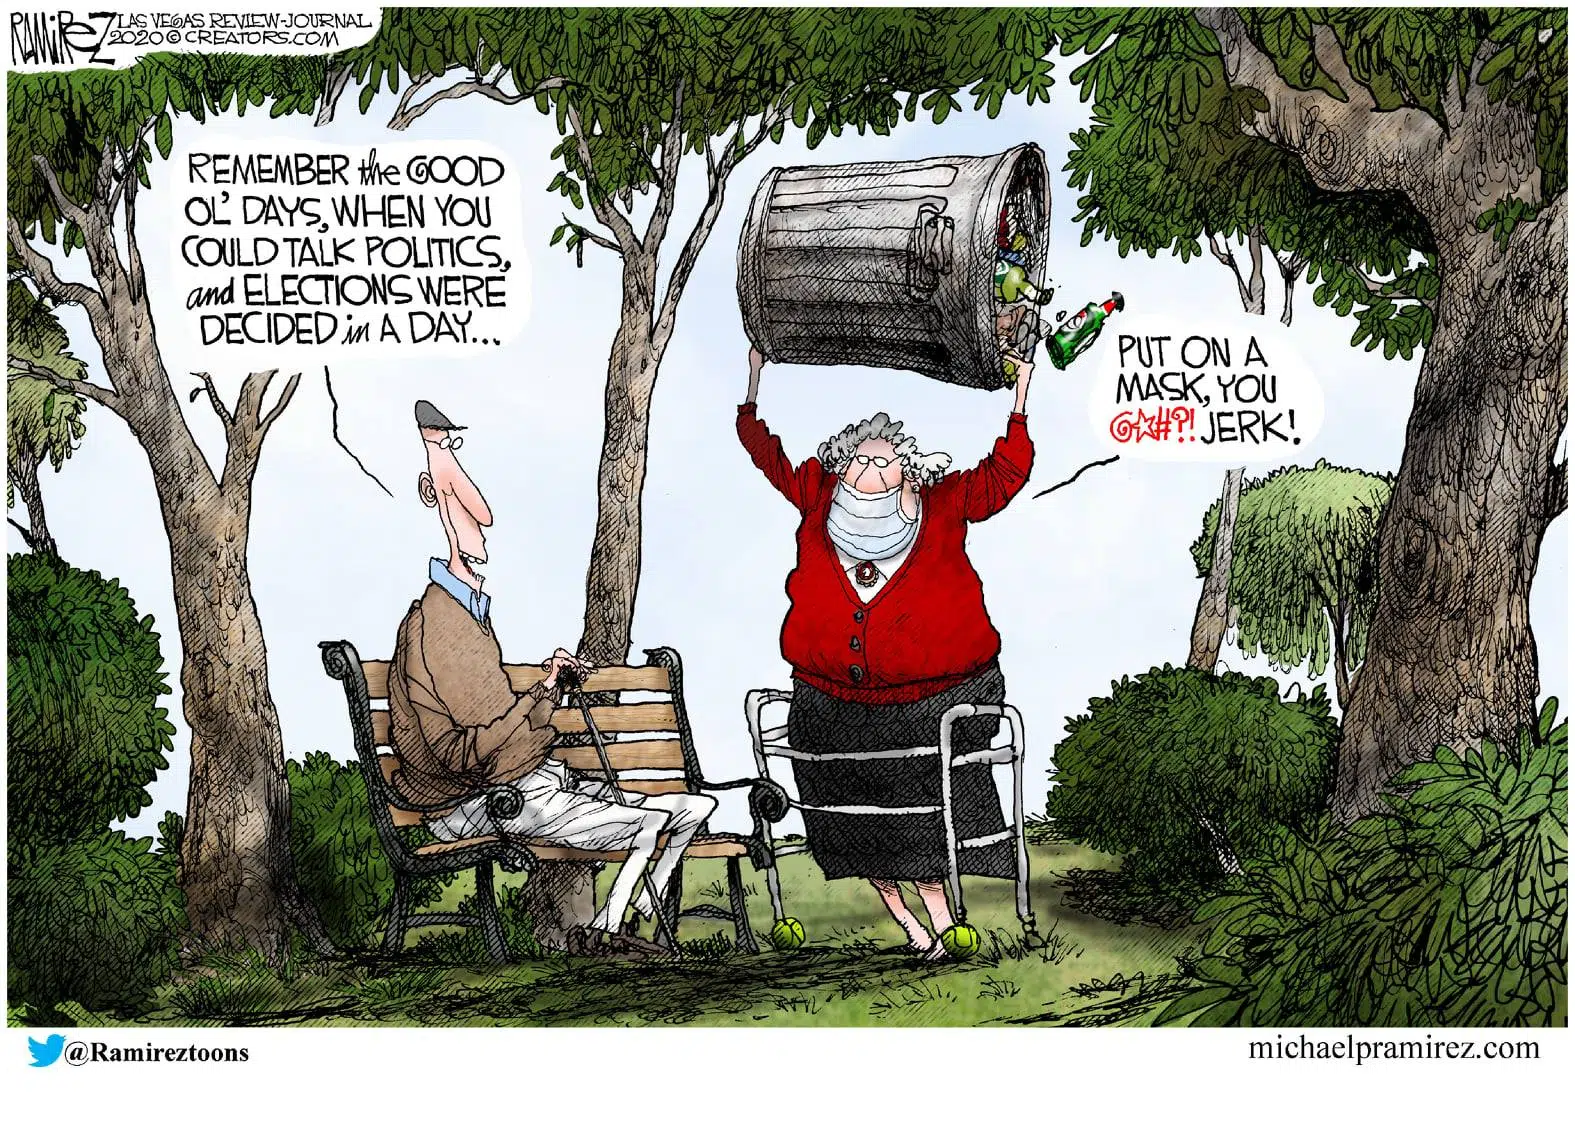 RAMIREZ
LAS VEGAS REVIEW-JOURNAL
2020 © CREATORS.COM
REMEMBER the GOOD
OL' DAYS, WHEN YOU
COULD TALK POLITICS,
and ELECTIONS WERE
DECIDED in A DAY...
PUT ON A
MASK, YOU
@*#?! JERK!
@Ramireztoons
michaelpramirez.com